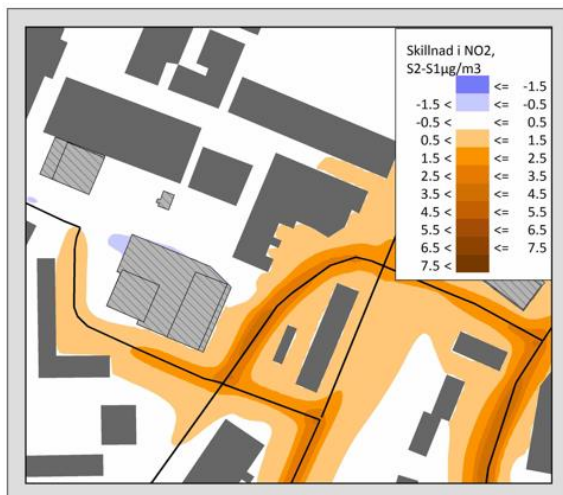 Skillnad i NO2,
S2-S1µg/m3
<= -1.5
-1.5 < <= -0.5
-0.5 < <= 0.5
0.5 < <= 1.5
1.5 < <= 2.5
2.5 < <= 3.5
3.5 < <= 4.5
4.5 < <= 5.5
5.5 < <= 6.5
6.5 < <= 7.5
7.5 <